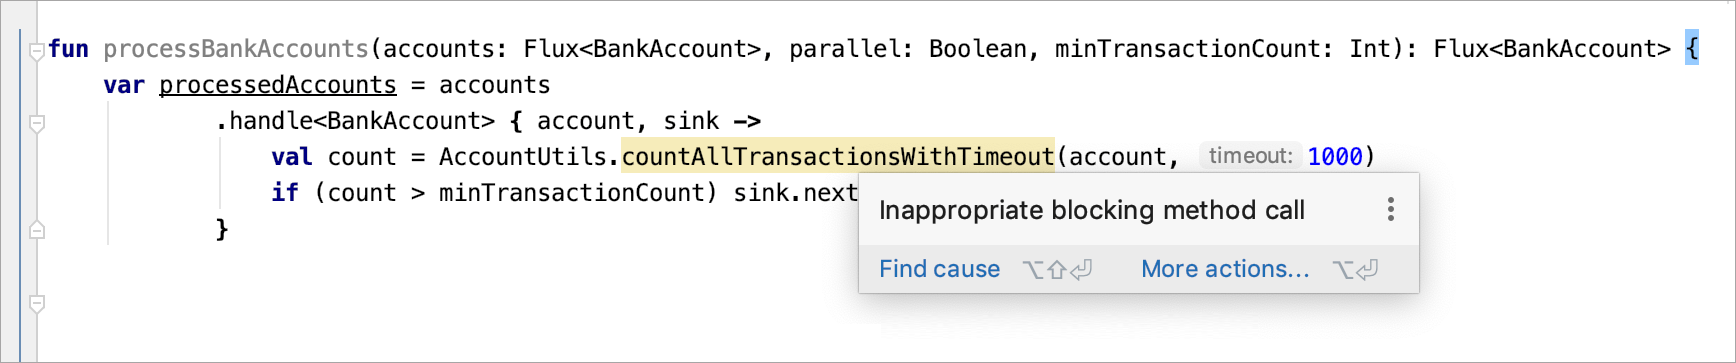 fun processBankAccounts(accounts: Flux<BankAccount>, parallel: Boolean, minTransactionCount: Int): Flux<BankAccount> {
var processedAccounts = accounts
.handle<BankAccount> { account, sink ->
val count = AccountUtils.countAllTransactionsWithTimeout(account, timeout: 1000)
if (count > minTransactionCount) sink.next
}
Inappropriate blocking method call
Find cause ⌥⇧⏎ More actions... ⌥⏎